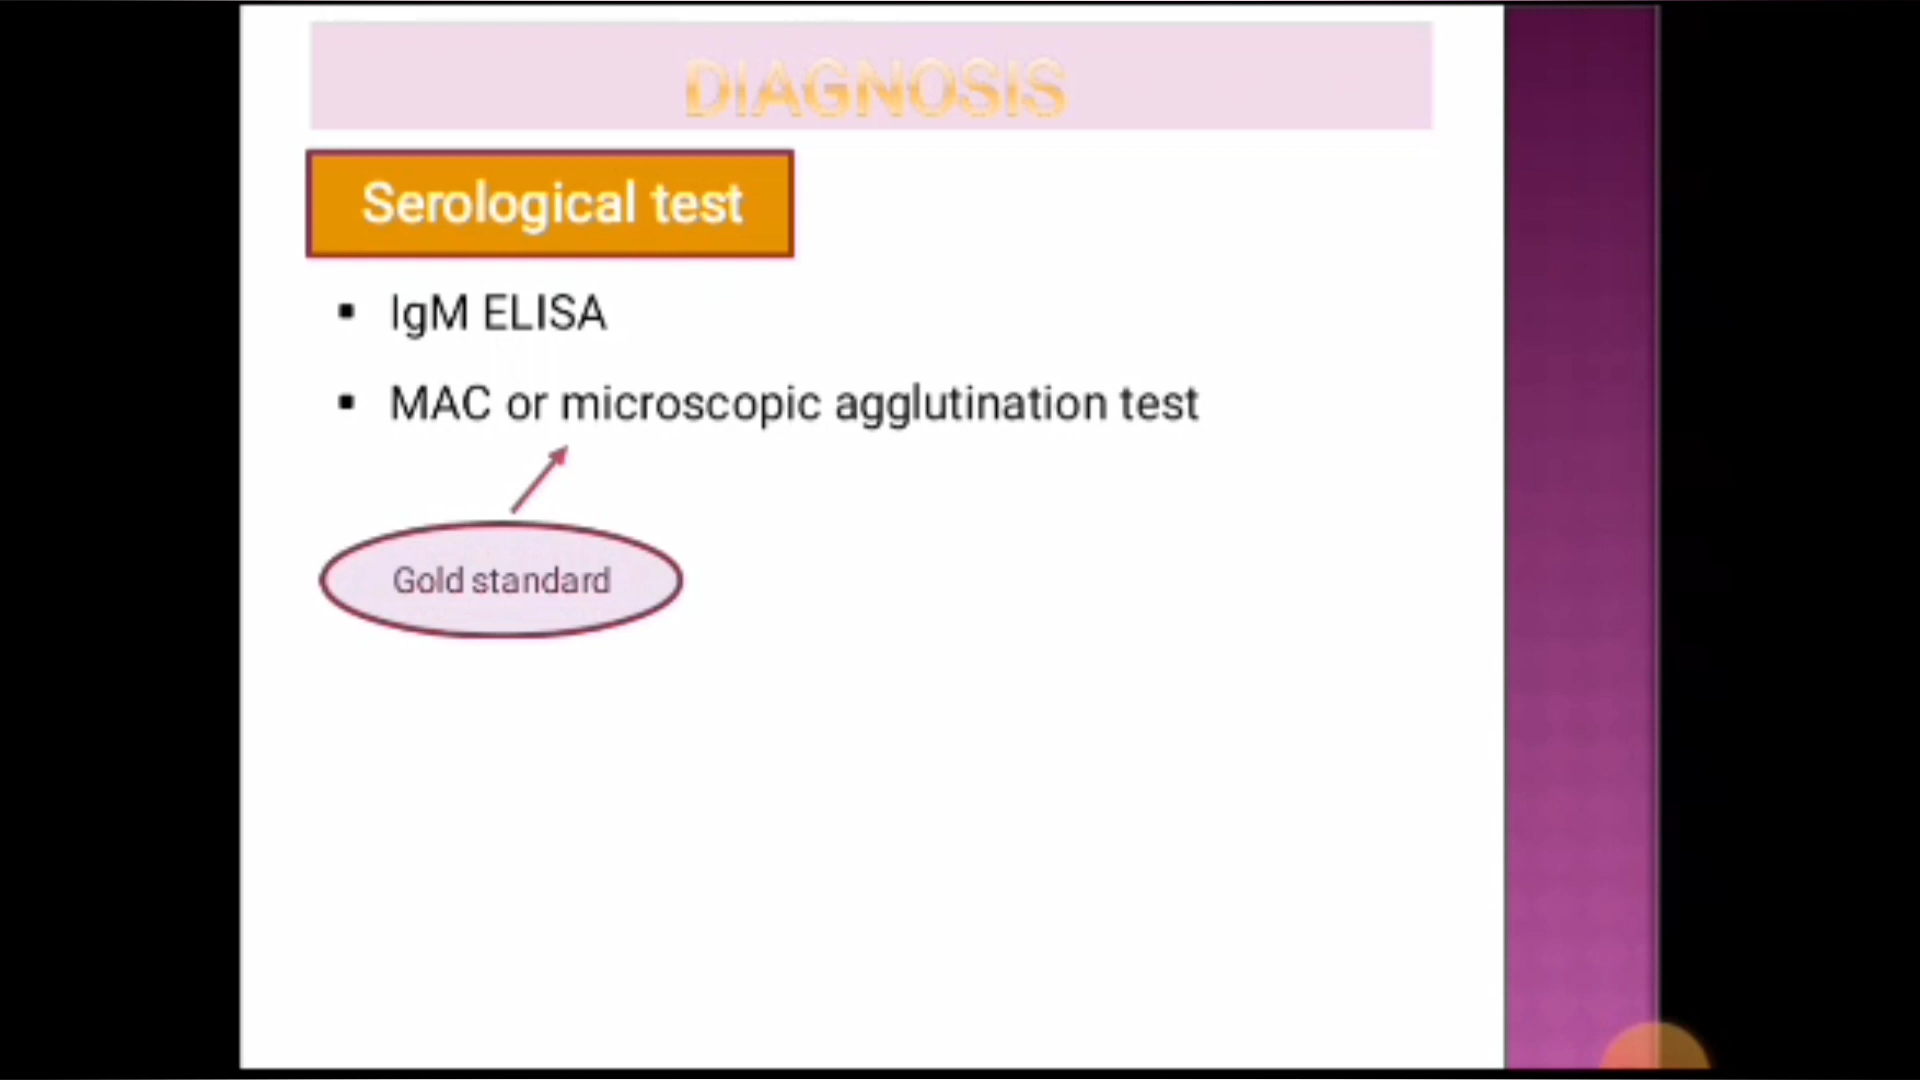 DIAGNOSIS
Serological test
▪ IgM ELISA
▪ MAC or microscopic agglutination test
Gold standard